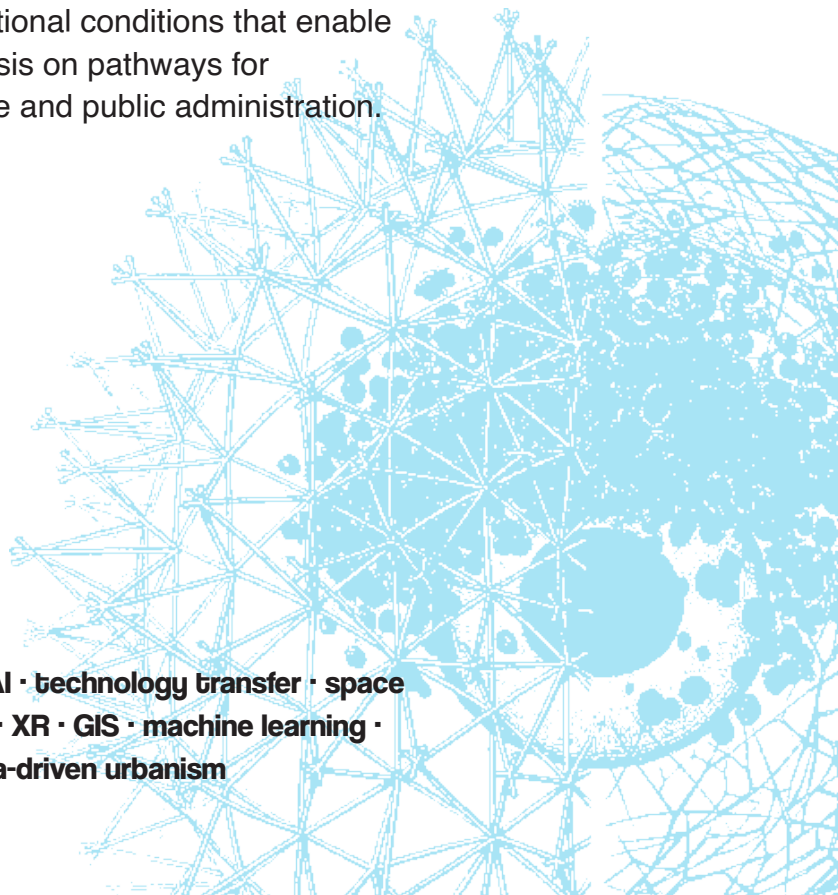 tional conditions that enable
sis on pathways for
e and public administration.
AI · technology transfer · space
· XR · GIS · machine learning ·
a-driven urbanism